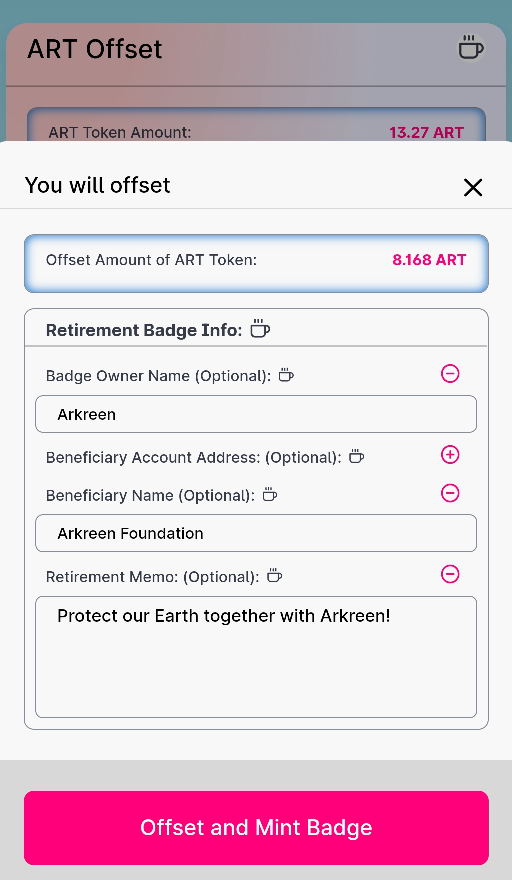 ART Offset
ART Token Amount: 13.27 ART
You will offset
Offset Amount of ART Token: 8.168 ART
Retirement Badge Info:
Badge Owner Name (Optional):
Arkreen
Beneficiary Account Address: (Optional):
Beneficiary Name (Optional):
Arkreen Foundation
Retirement Memo: (Optional):
Protect our Earth together with Arkreen!
Offset and Mint Badge